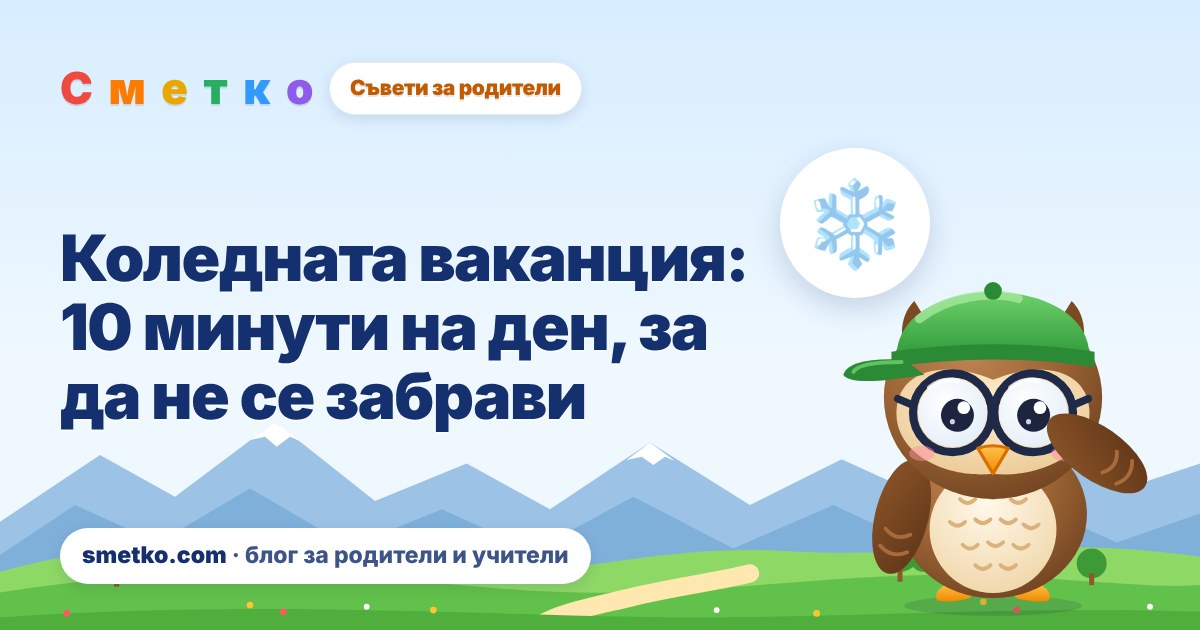 Сметко
Съвети за родители
Коледната ваканция:
10 минути на ден, за
да не се забрави
smetko.com · блог за родители и учители